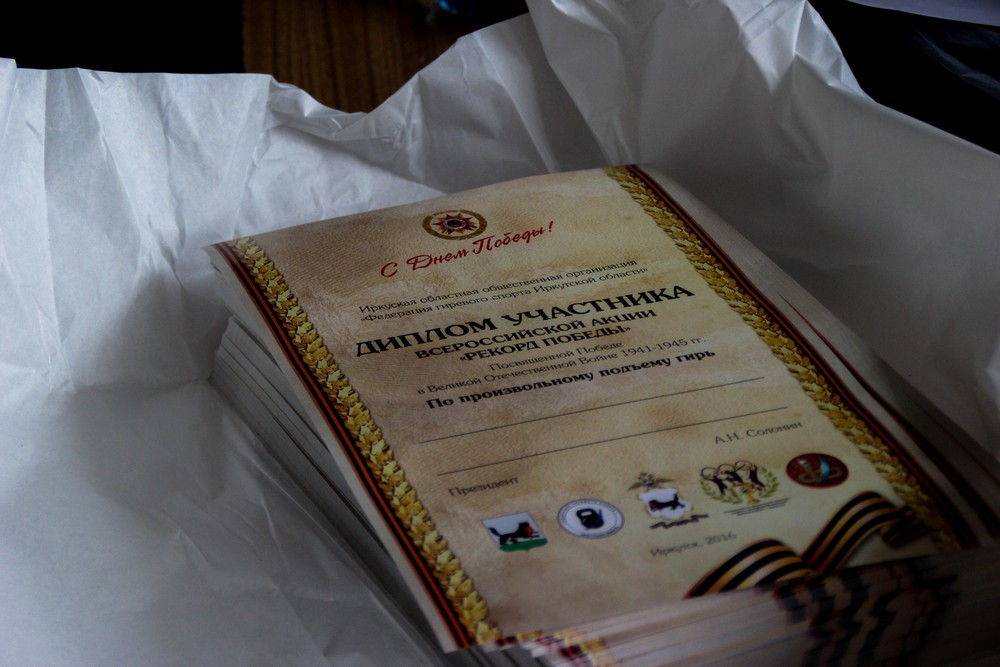 С Днем Победы!
Иркуская областная общественная организация
«Федерация гиревого спорта Иркутской области»
ДИПЛОМ УЧАСТНИКА
ВСЕРОССИЙСКОЙ АКЦИИ
«РЕКОРД ПОБЕДЫ»
Посвященной Победе
в Великой Отечественной Войне 1941-1945 гг.
По произвольному подъему гирь
Президент
А.Н. Солонин
Иркутск, 2016